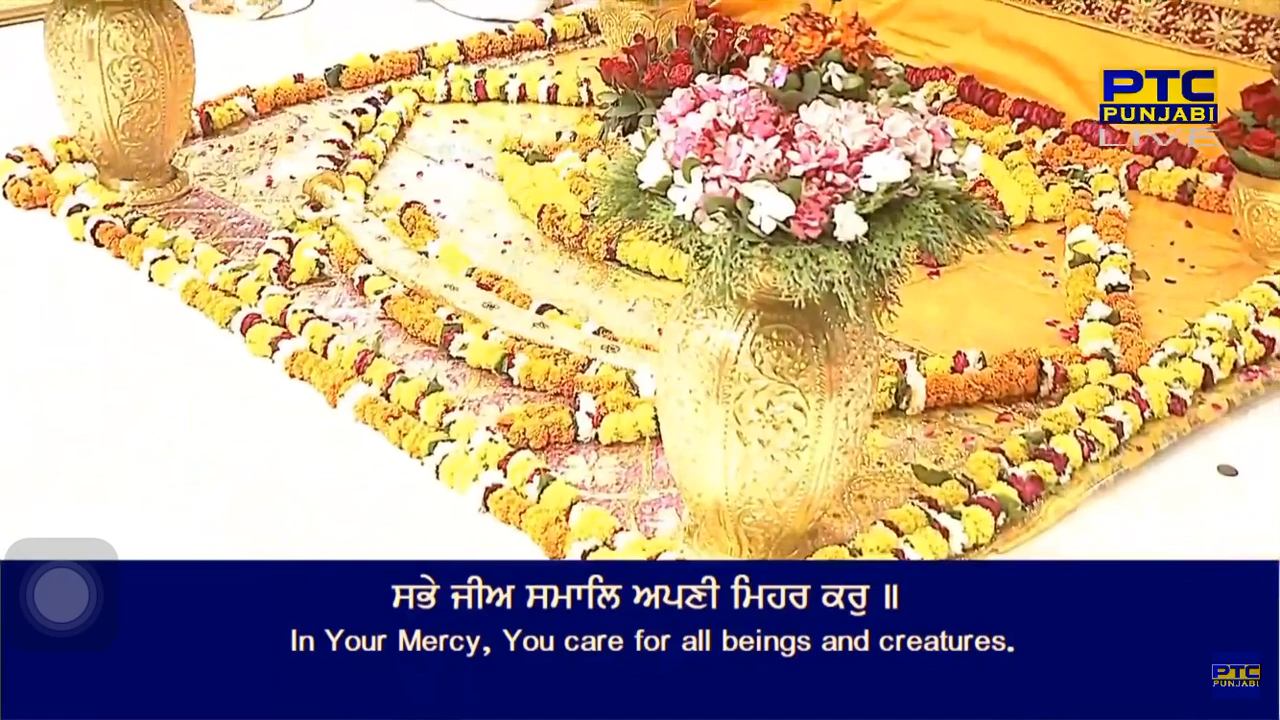 PTC
PUNJABI
LIVE
ਸਭੇ ਜੀਅ ਸਮਾਲਿ ਅਪਣੀ ਮਿਹਰ ਕਰੁ ॥
In Your Mercy, You care for all beings and creatures.
PTC
PUNJABI